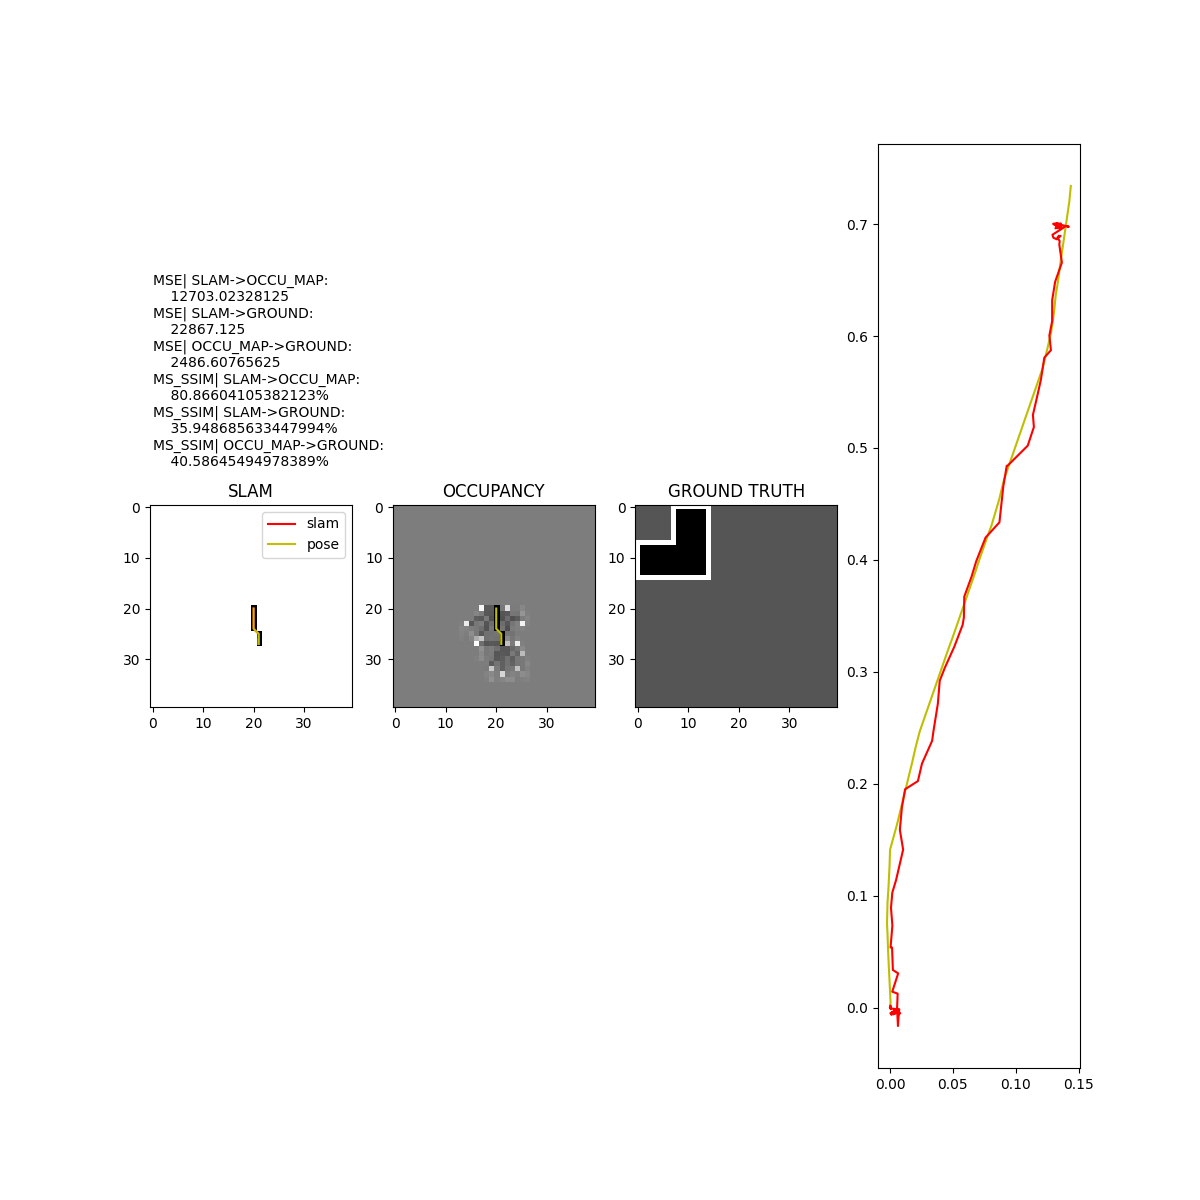 MSE| SLAM->OCCU_MAP:
12703.02328125
MSE| SLAM->GROUND:
22867.125
MSE| OCCU_MAP->GROUND:
2486.60765625
MS_SSIM| SLAM->OCCU_MAP:
80.86604105382123%
MS_SSIM| SLAM->GROUND:
35.948685633447994%
MS_SSIM| OCCU_MAP->GROUND:
40.58645494978389%
SLAM
slam
pose
0
10
20
30
0 10 20 30
OCCUPANCY
0
10
20
30
0 10 20 30
GROUND TRUTH
0
10
20
30
0 10 20 30
0.7
0.6
0.5
0.4
0.3
0.2
0.1
0.0
0.00 0.05 0.10 0.15